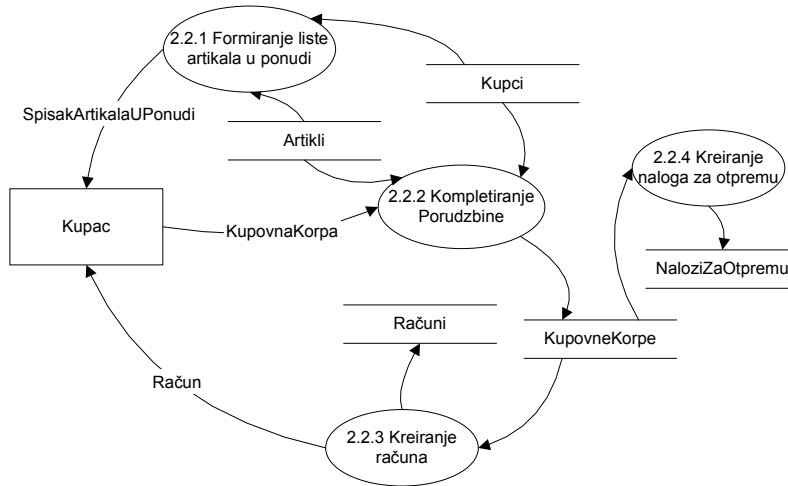 2.2.1 Formiranje liste
artikala u ponudi
Kupci
SpisakArtikalaUPonudi
Artikli
2.2.4 Kreiranje
naloga za otpremu
2.2.2 Kompletiranje
Porudzbine
Kupac
KupovnaKorpa
NaloziZaOtpremu
Računi
KupovneKorpe
Račun
2.2.3 Kreiranje
računa